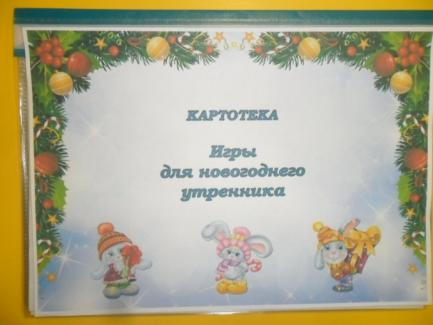 КАРТОТЕКА
Игры
для новогоднего
утренника